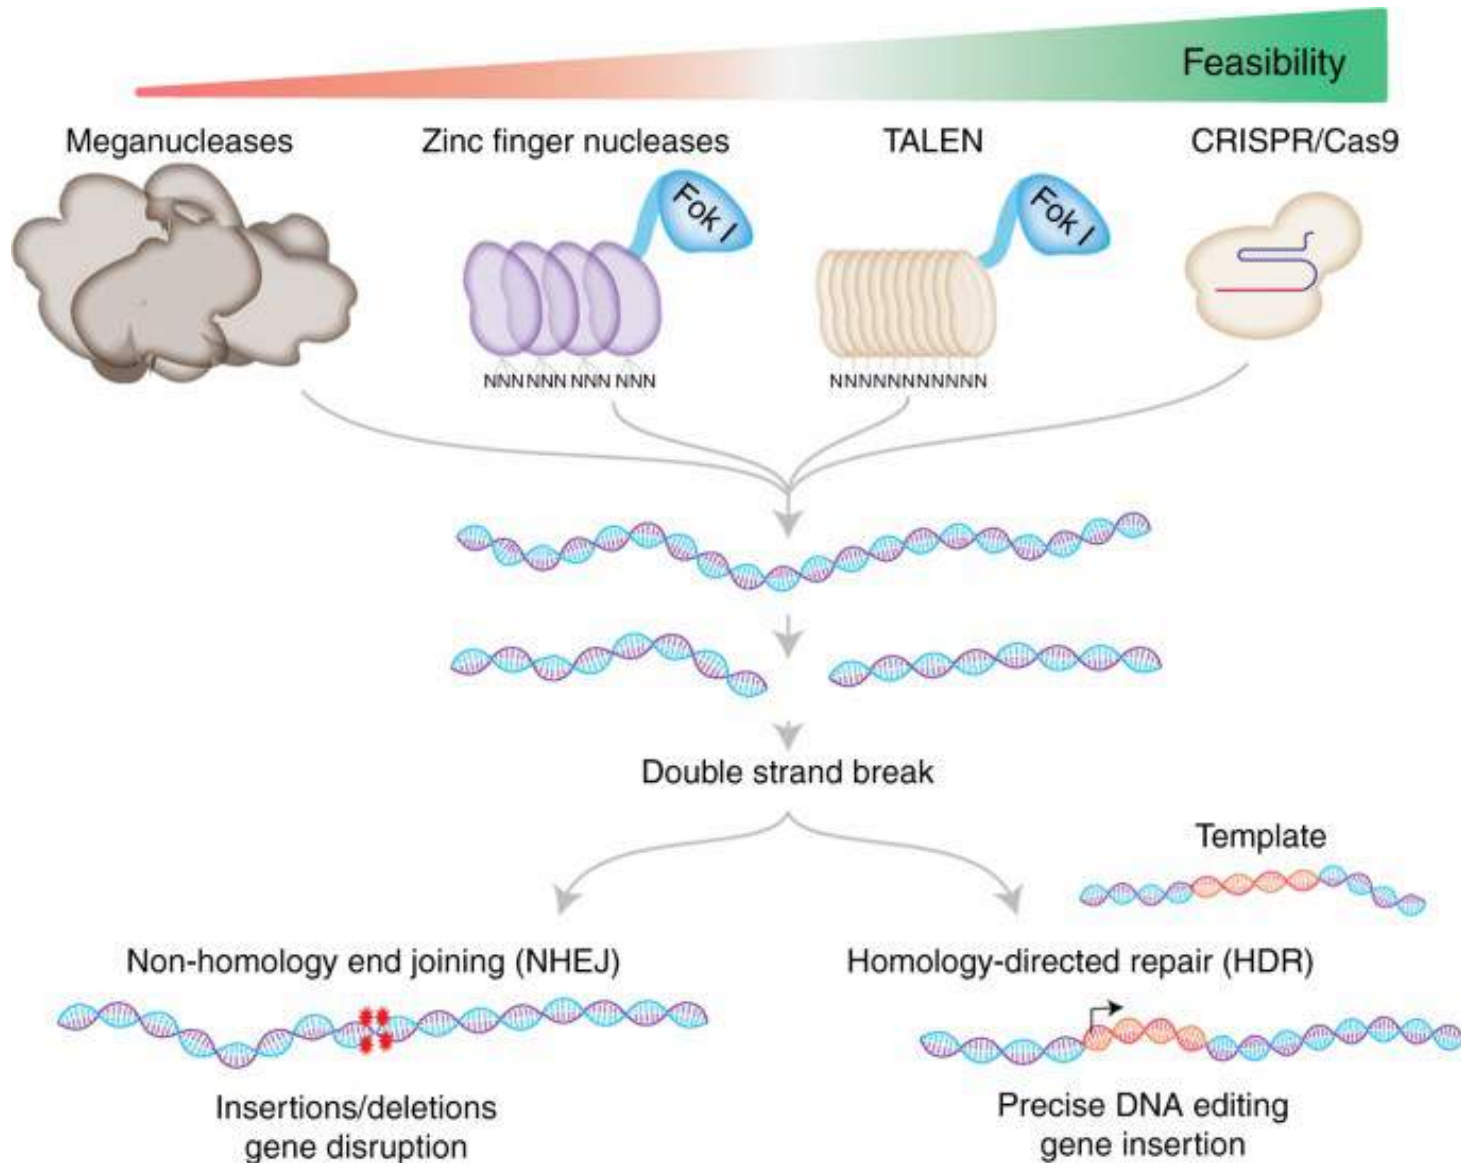 Feasibility
Meganucleases
Zinc finger nucleases
TALEN
CRISPR/Cas9
Fok I
Fok I
NNN NNN NNN NNN
NNNNNNNNNNN
Double strand break
Template
Non-homology end joining (NHEJ)
Homology-directed repair (HDR)
Insertions/deletions
gene disruption
Precise DNA editing
gene insertion